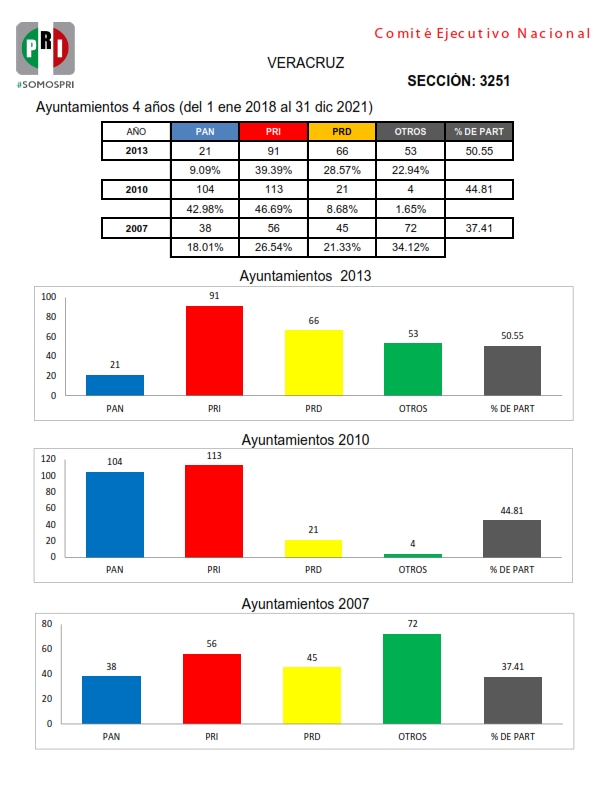 Comité Ejecutivo Nacional
PRI
#SOMOSPRI
VERACRUZ
SECCIÓN: 3251
Ayuntamientos 4 años (del 1 ene 2018 al 31 dic 2021)
AÑO PAN PRI PRD OTROS % DE PART
2013 21 91 66 53 50.55
9.09% 39.39% 28.57% 22.94%
2010 104 113 21 4 44.81
42.98% 46.69% 8.68% 1.65%
2007 38 56 45 72 37.41
18.01% 26.54% 21.33% 34.12%
Ayuntamientos 2013
100
80
60
40
20
0
21 91 66 53 50.55
PAN PRI PRD OTROS % DE PART
Ayuntamientos 2010
120
100
80
60
40
20
0
104 113 21 4 44.81
PAN PRI PRD OTROS % DE PART
Ayuntamientos 2007
80
60
40
20
0
38 56 45 72 37.41
PAN PRI PRD OTROS % DE PART